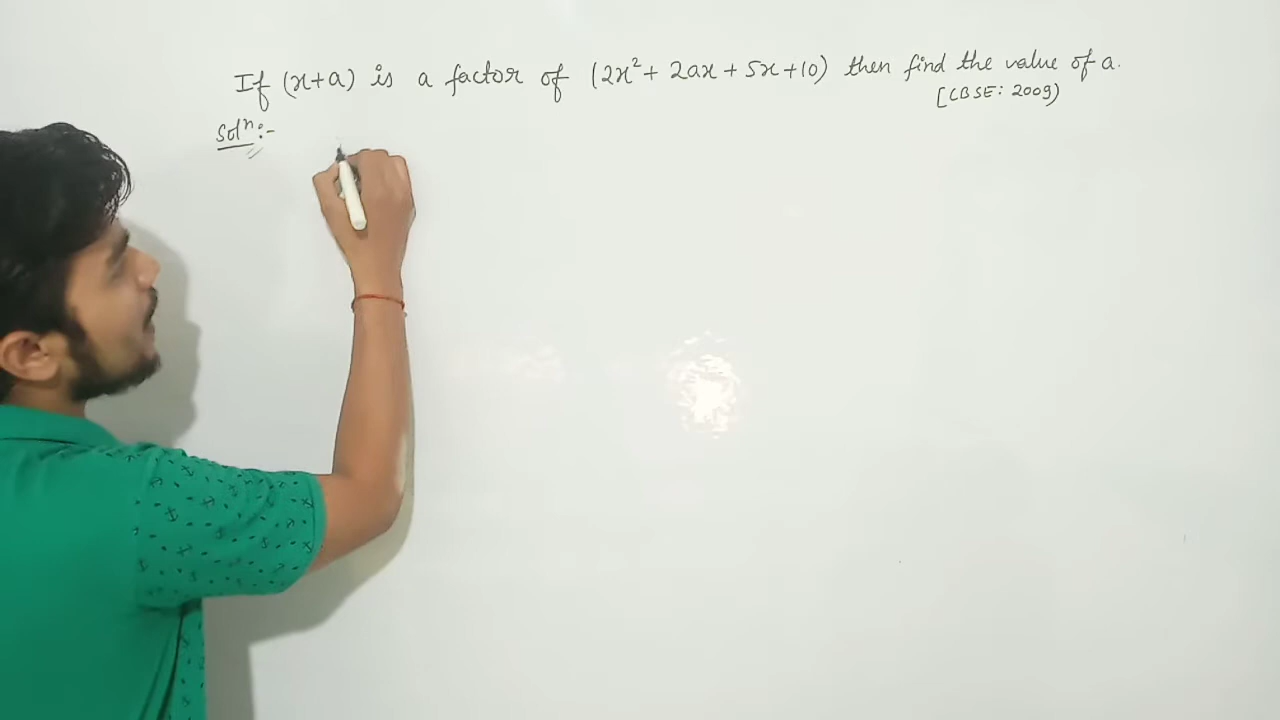 If (x+a) is a factor of (2x² + 2ax + 5x + 10) then find the value of a.
[CBSE: 2009)
Solⁿ:-